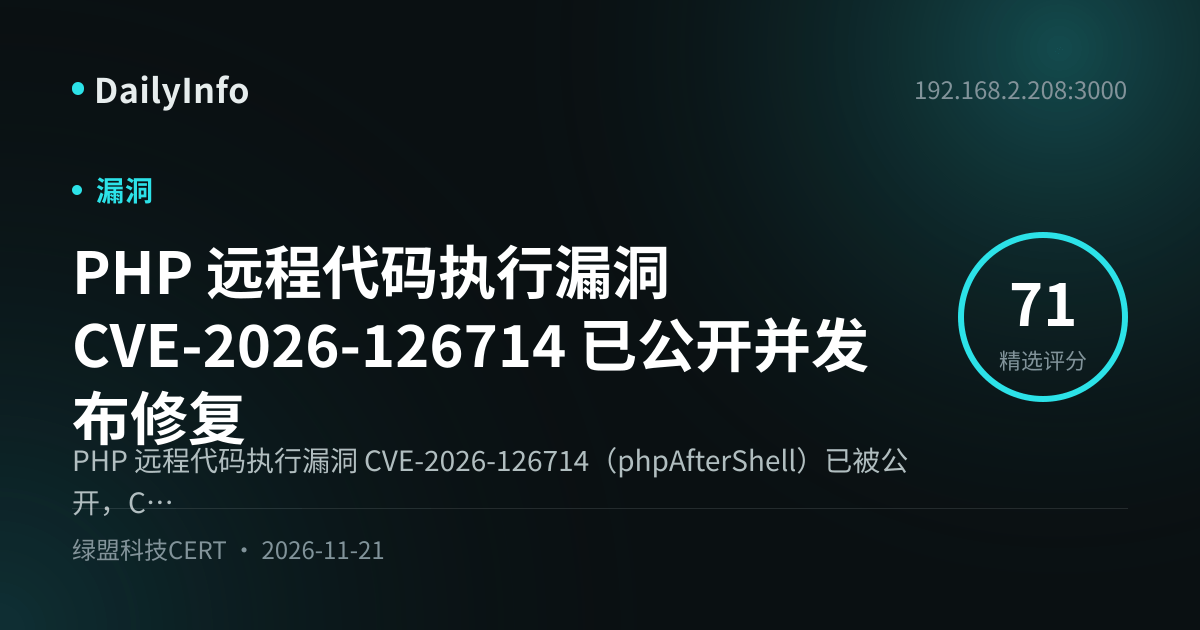 DailyInfo
192.168.2.208:3000
漏洞
PHP 远程代码执行漏洞
CVE-2026-126714 已公开并发
布修复
71
精选评分
PHP 远程代码执行漏洞 CVE-2026-126714（phpAfterShell）已被公
开，C…
绿盟科技CERT · 2026-11-21